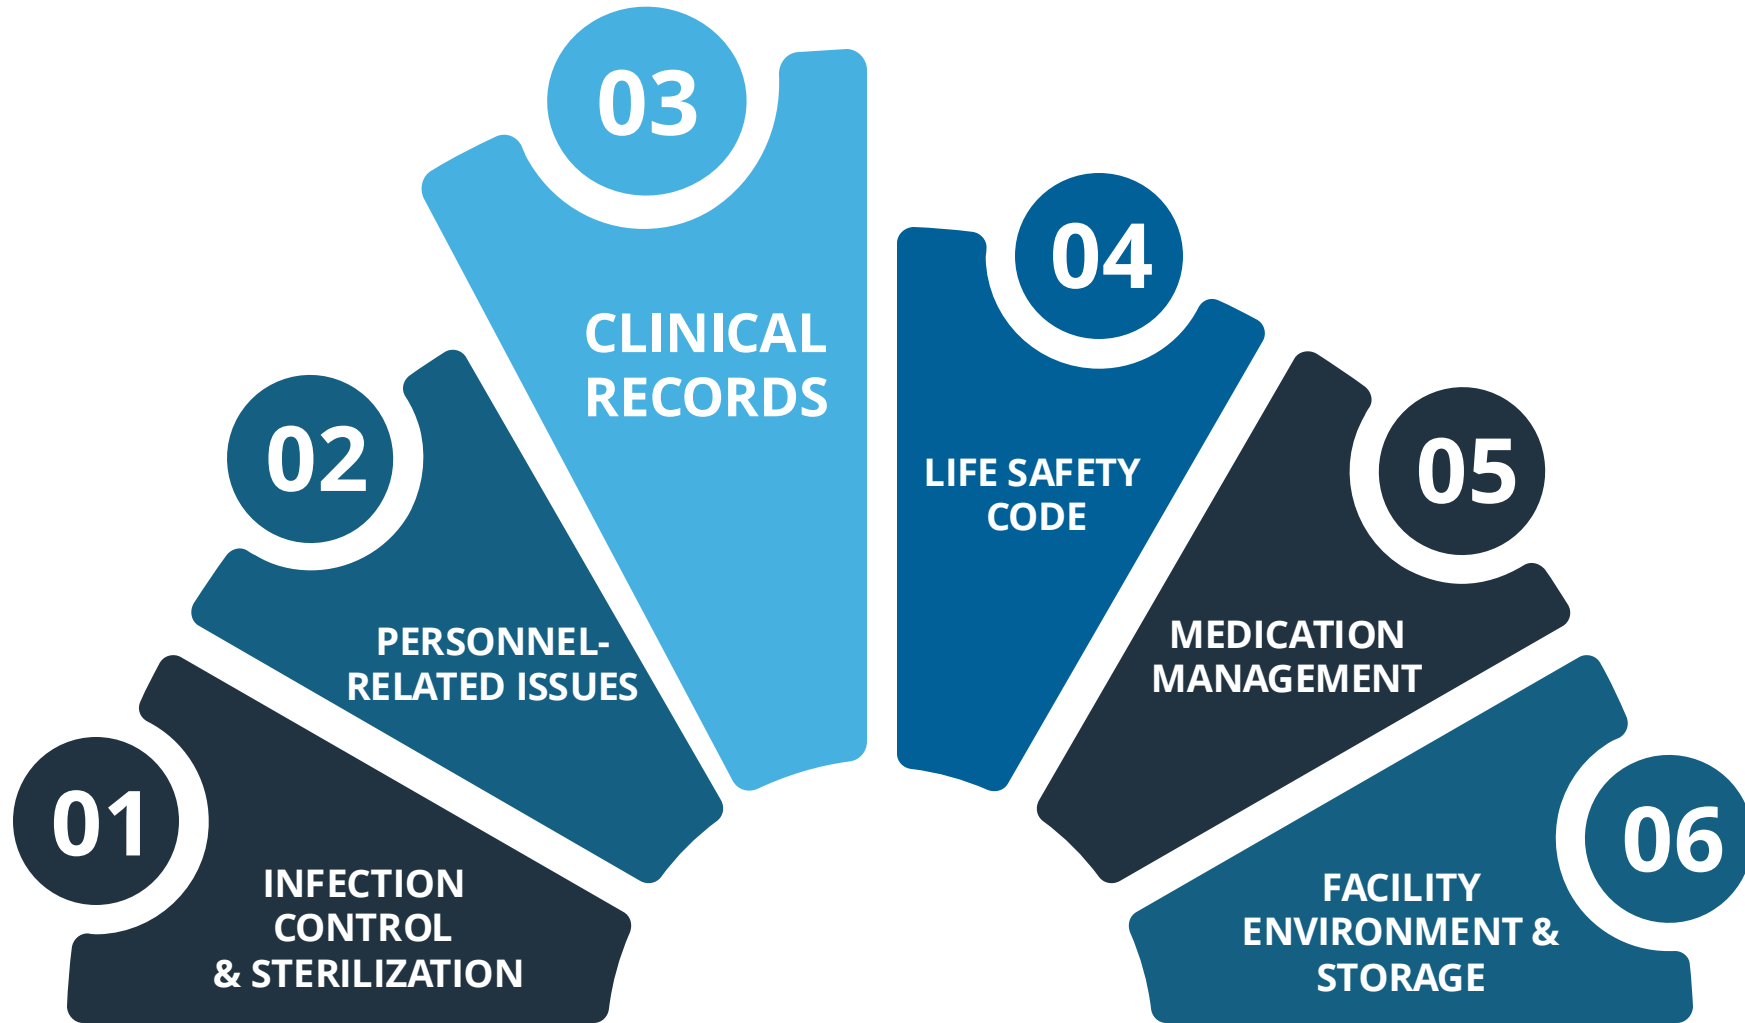 01
INFECTION
CONTROL
& STERILIZATION
02
PERSONNEL-
RELATED ISSUES
03
CLINICAL
RECORDS
04
LIFE SAFETY
CODE
05
MEDICATION
MANAGEMENT
06
FACILITY
ENVIRONMENT &
STORAGE